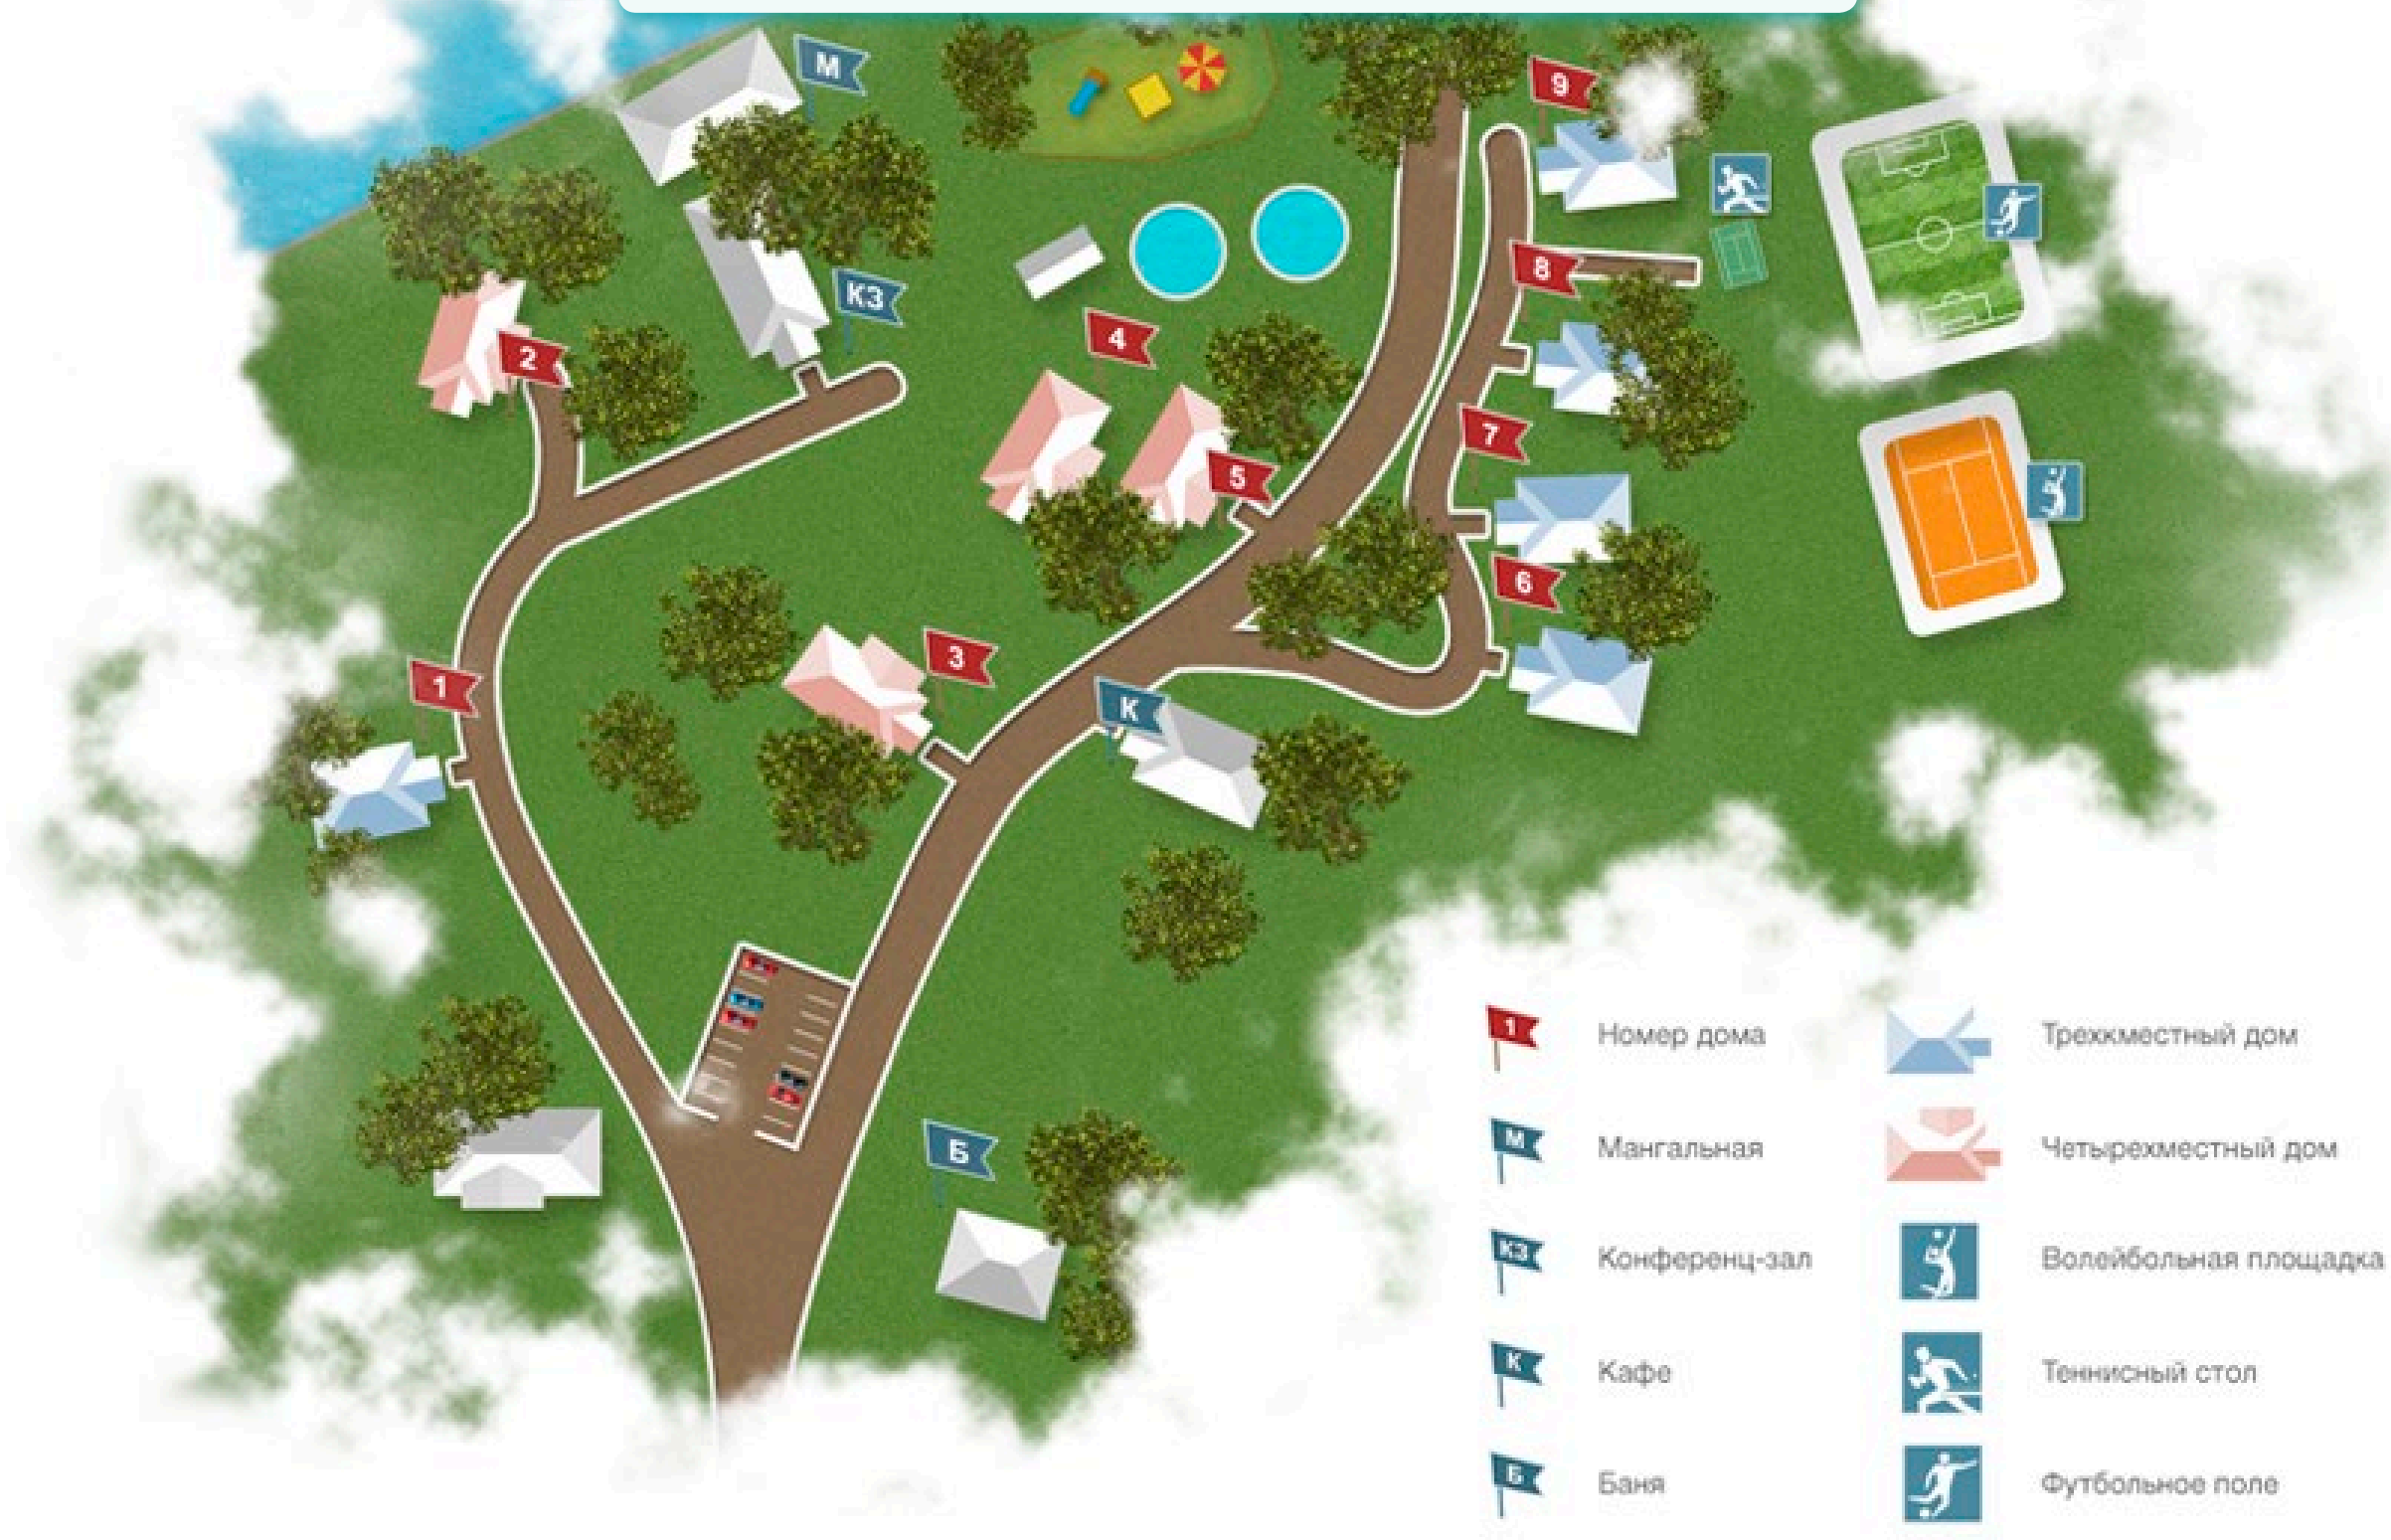 М
9
8
КЗ
4
2
7
5
6
3
1
К
Б
1 Номер дома
Трехкместный дом
М Мангальная
Четырехместный дом
КЗ Конференц-зал
Волейбольная площадка
К Кафе
Теннисный стол
Б Баня
Футбольное поле